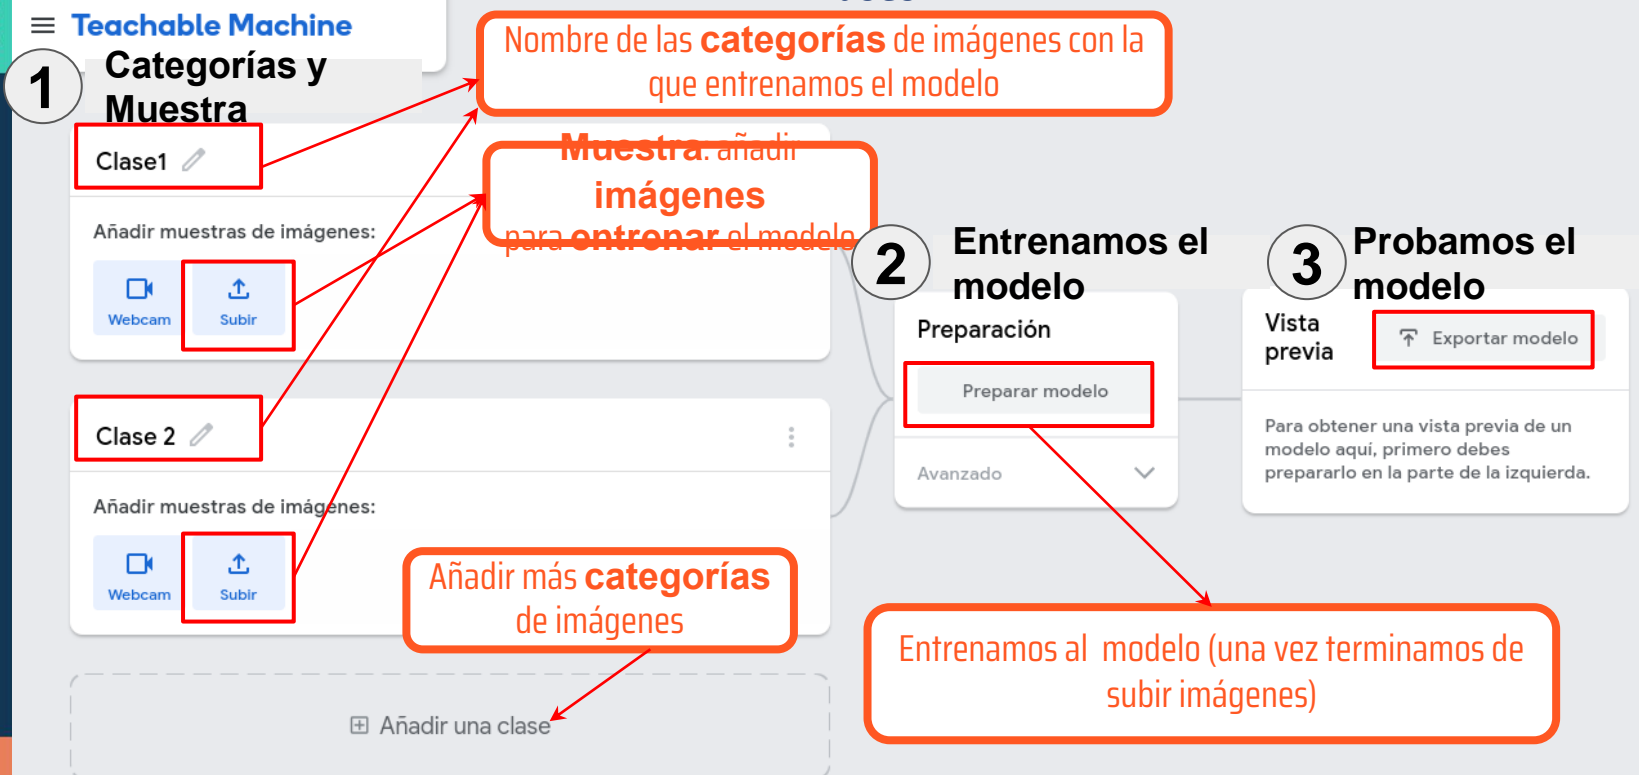 Teachable Machine
1
Categorías y
Muestra
Nombre de las categorías de imágenes con la
que entrenamos el modelo
Clase1
Muestra: añadir
imágenes
para entrenar el modelo
Añadir muestras de imágenes:
Webcam
Subir
2
Entrenamos el
modelo
3
Probamos el
modelo
Preparación
Preparar modelo
Avanzado
Vista
previa
Exportar modelo
Para obtener una vista previa de un
modelo aquí, primero debes
prepararlo en la parte de la izquierda.
Clase 2
Añadir muestras de imágenes:
Webcam
Subir
Añadir más categorías
de imágenes
Entrenamos al  modelo (una vez terminamos de
subir imágenes)
Añadir una clase